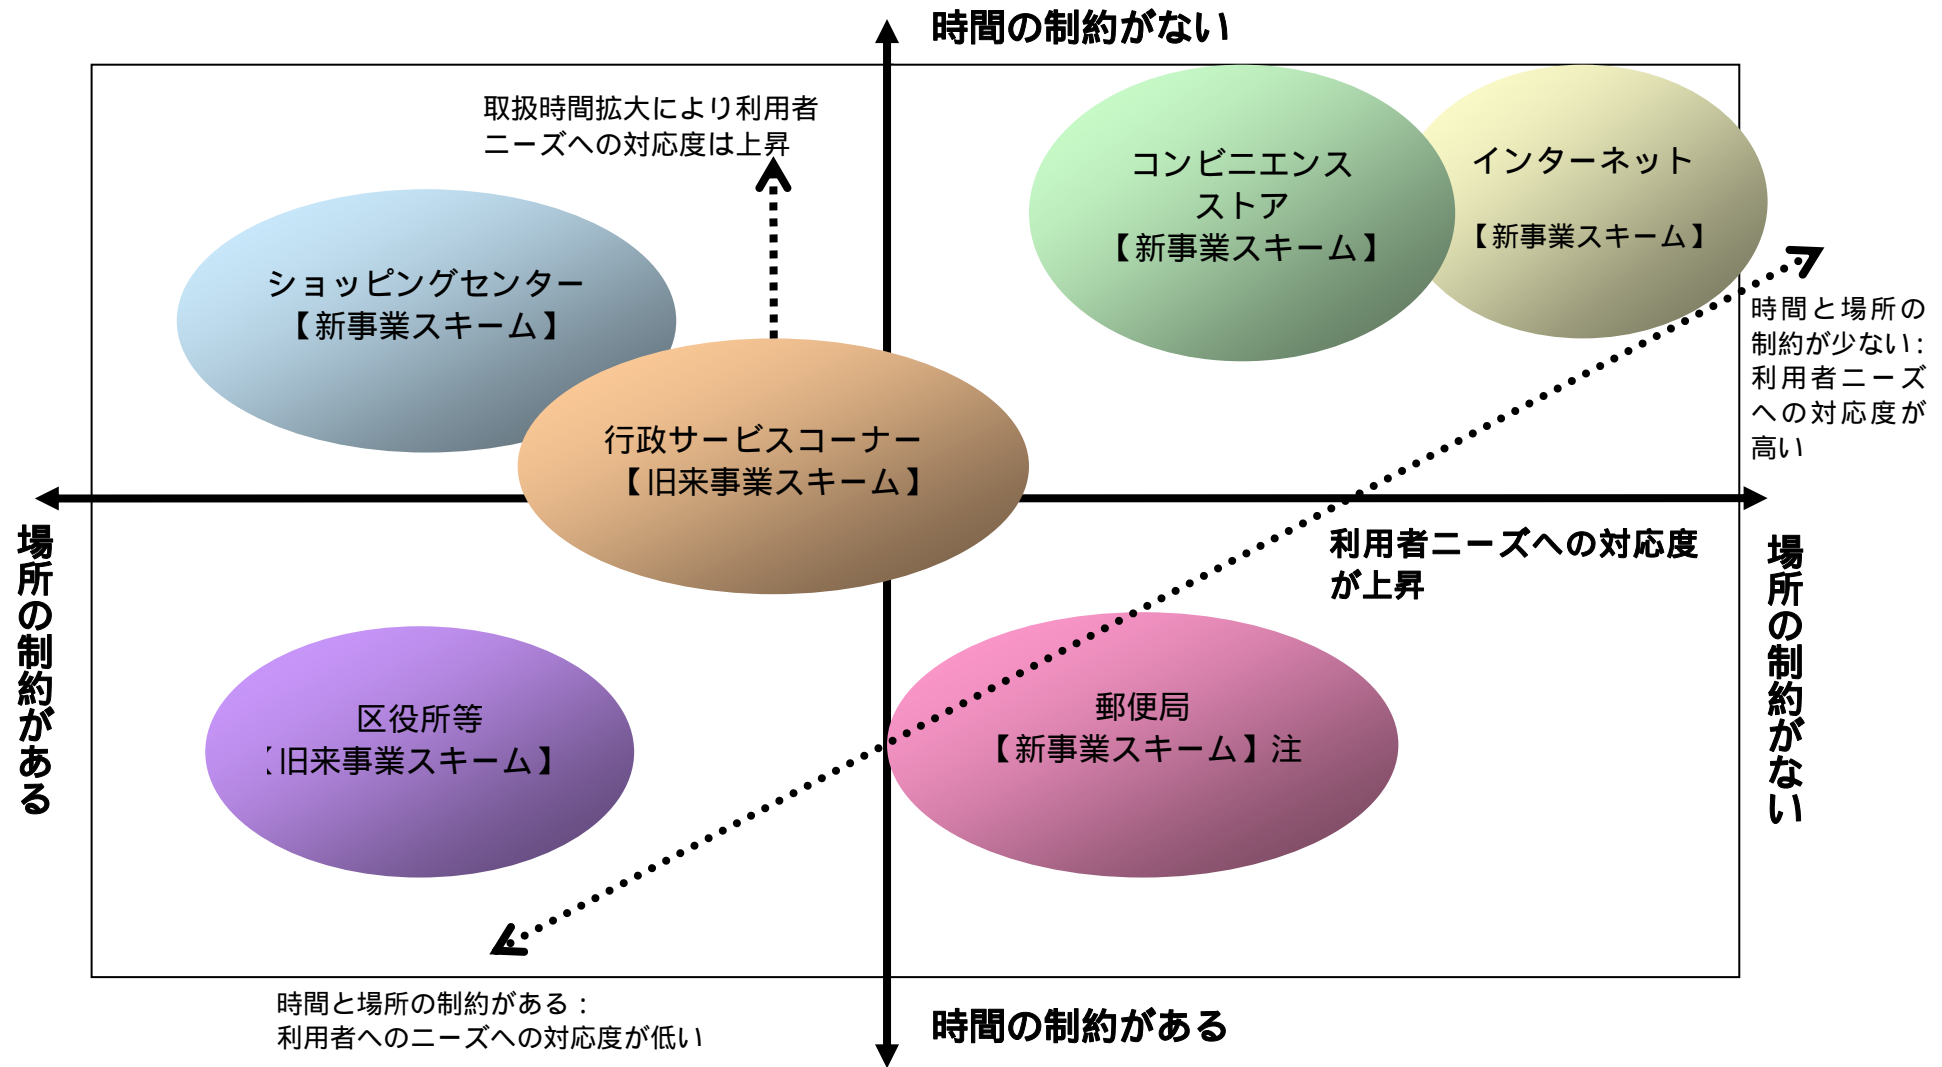 時間の制約がない
取扱時間拡大により利用者
ニーズへの対応度は上昇
コンビニエンス
ストア
【新事業スキーム】
インターネット
【新事業スキーム】
ショッピングセンター
【新事業スキーム】
時間と場所の
制約が少ない:
利用者ニーズ
への対応度が
高い
行政サービスコーナー
【旧来事業スキーム】
場所の制約がある
利用者ニーズへの対応度
が上昇
場所の制約がない
区役所等
【旧来事業スキーム】
郵便局
【新事業スキーム】注
時間と場所の制約がある:
利用者へのニーズへの対応度が低い
時間の制約がある